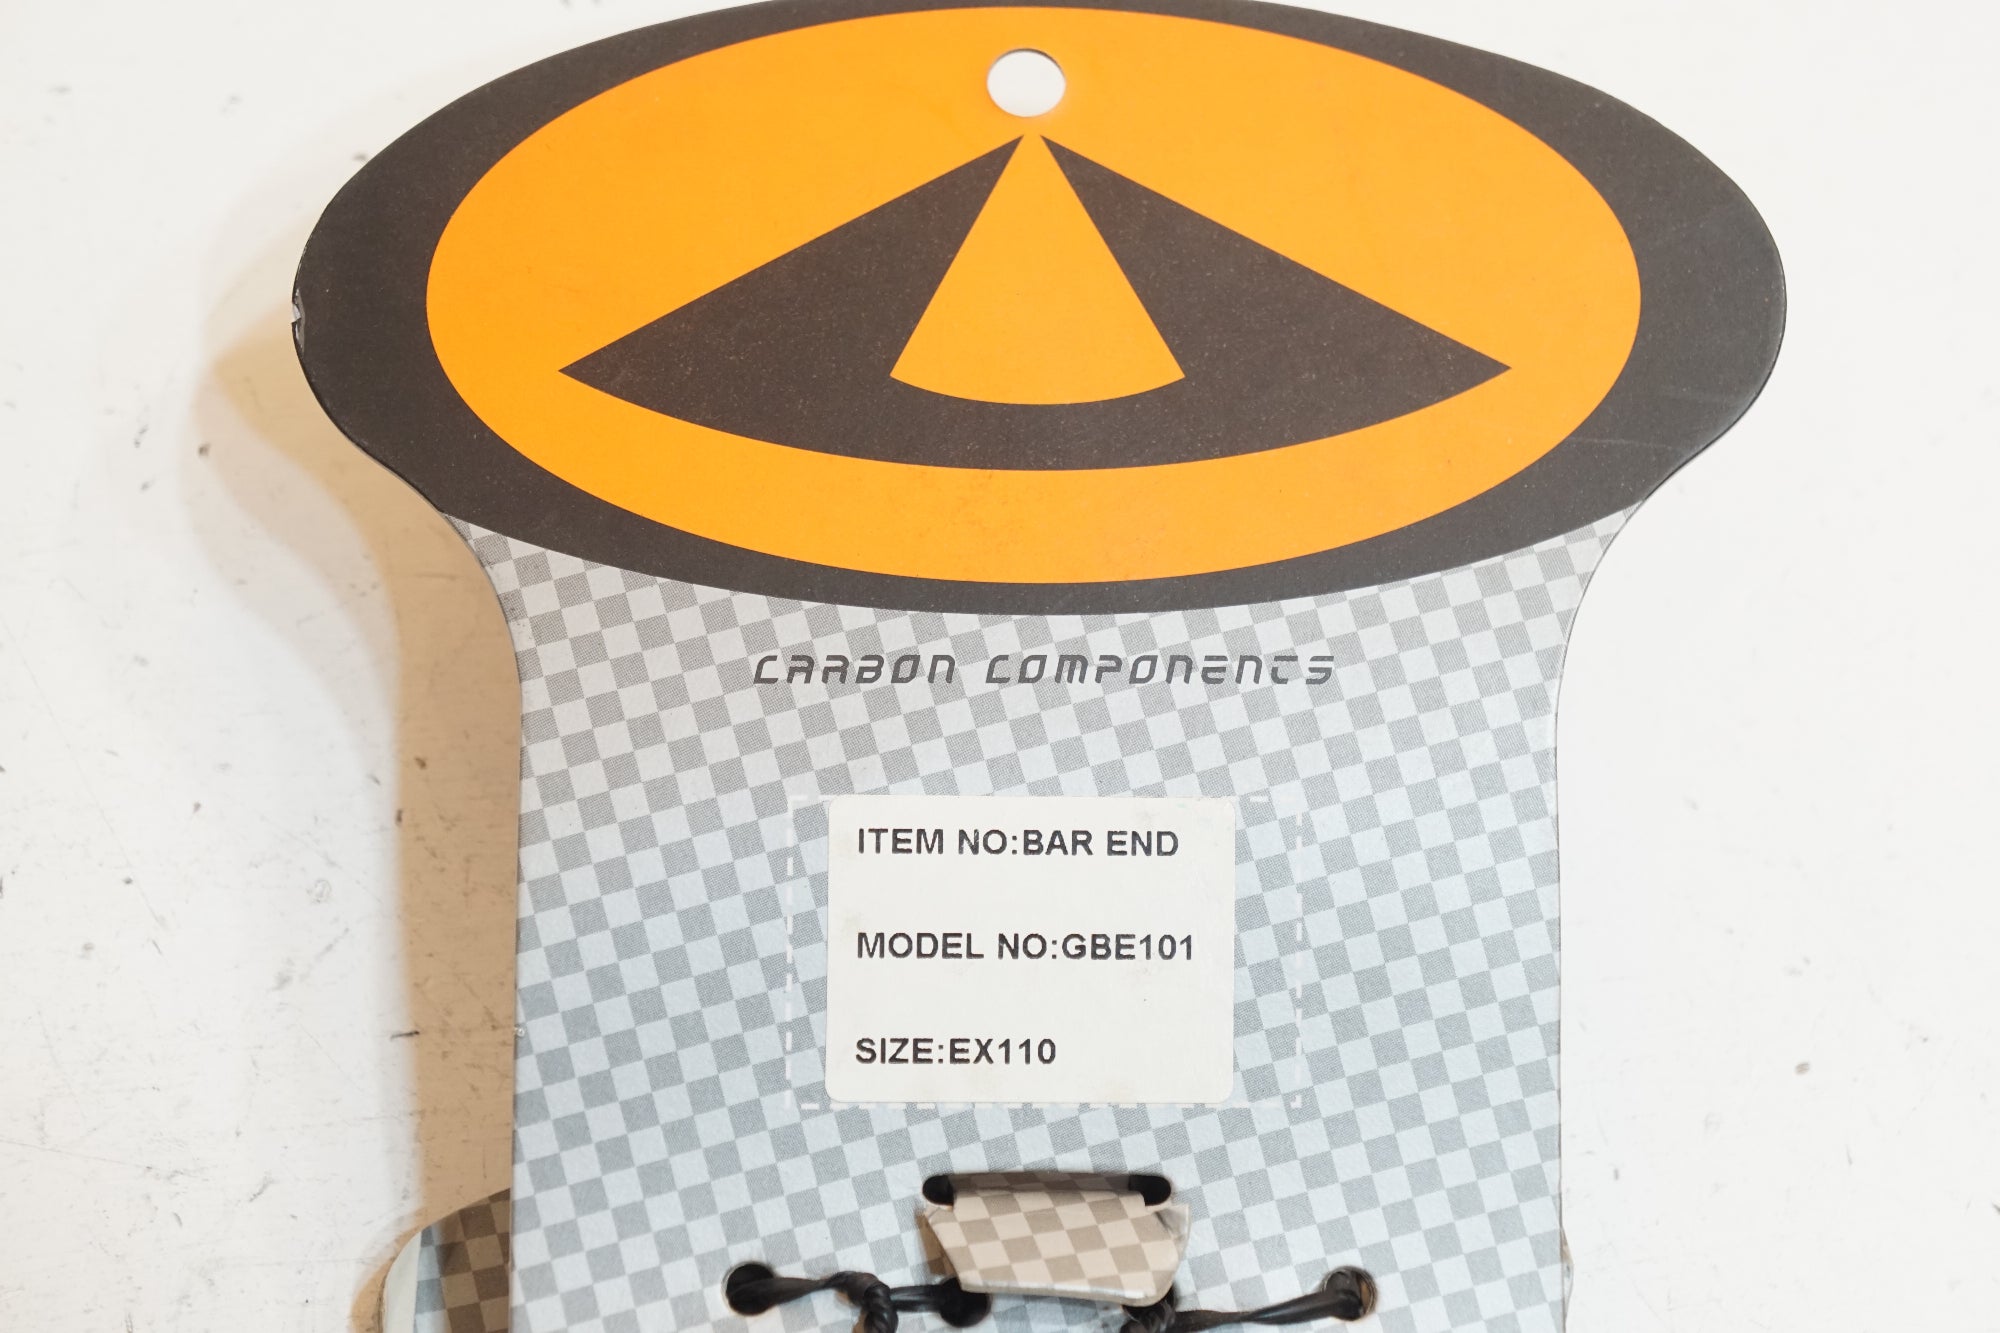 CARBON COMPONENTS
ITEM NO:BAR END
MODEL NO:GBE101
SIZE:EX110